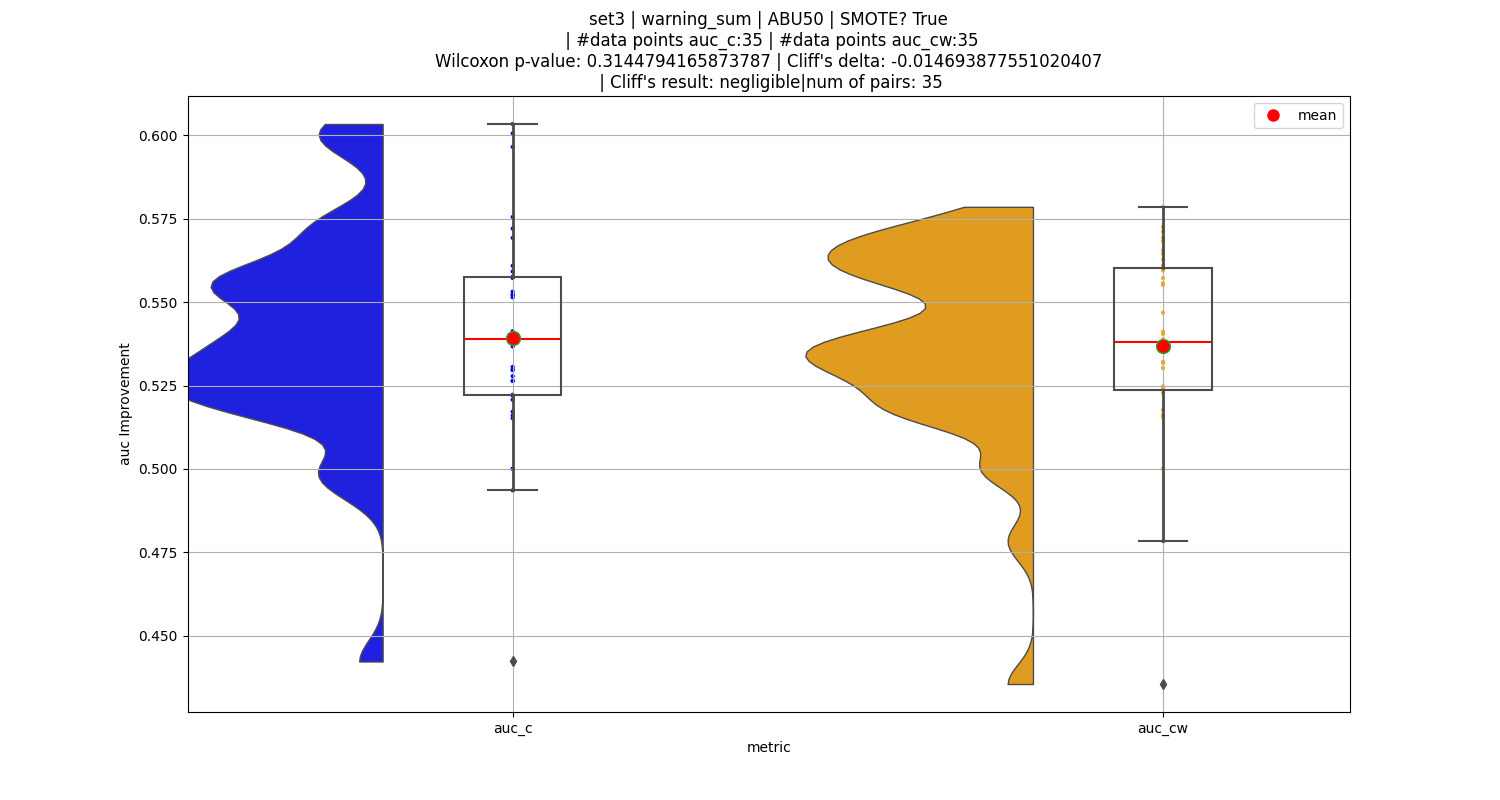 set3 | warning_sum | ABU50 | SMOTE? True
| #data points auc_c:35 | #data points auc_cw:35
Wilcoxon p-value: 0.3144794165873787 | Cliff's delta: -0.014693877551020407
| Cliff's result: negligible|num of pairs: 35
mean
0.600
0.575
0.550
0.525
0.500
0.475
0.450
auc Improvement
auc_c
auc_cw
metric